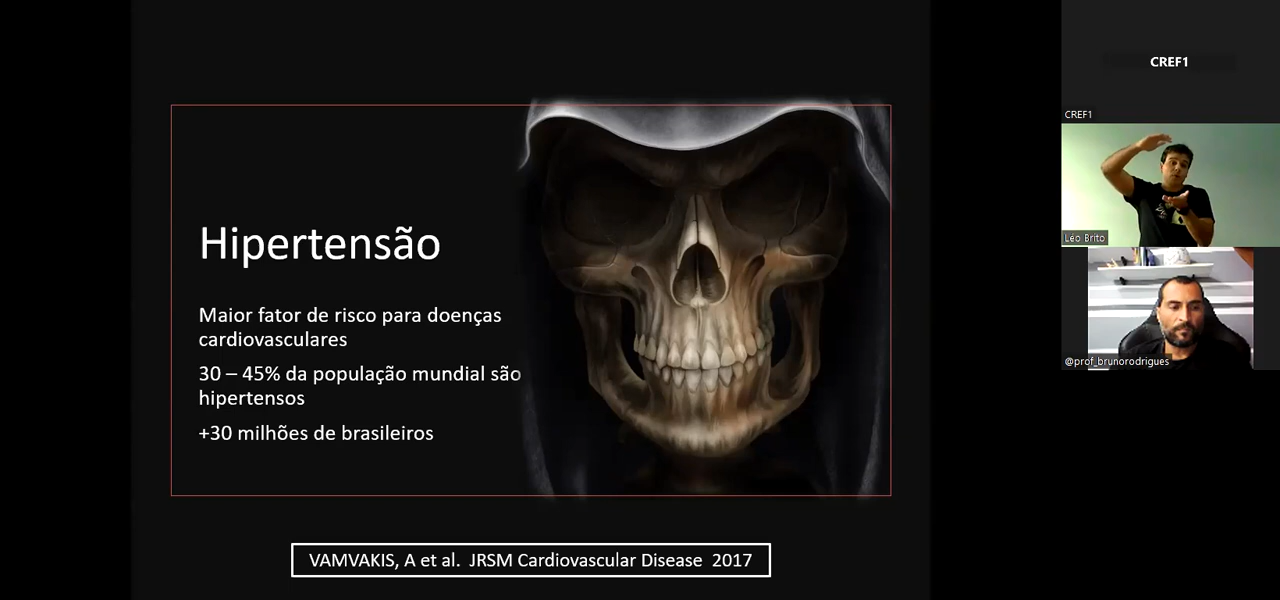 Hipertensão
Maior fator de risco para doenças
cardiovasculares
30 – 45% da população mundial são
hipertensos
+30 milhões de brasileiros
VAMVAKIS, A et al. JRSM Cardiovascular Disease 2017
CREF1
CREF1
Léo Brito
@prof_brunorodrigues